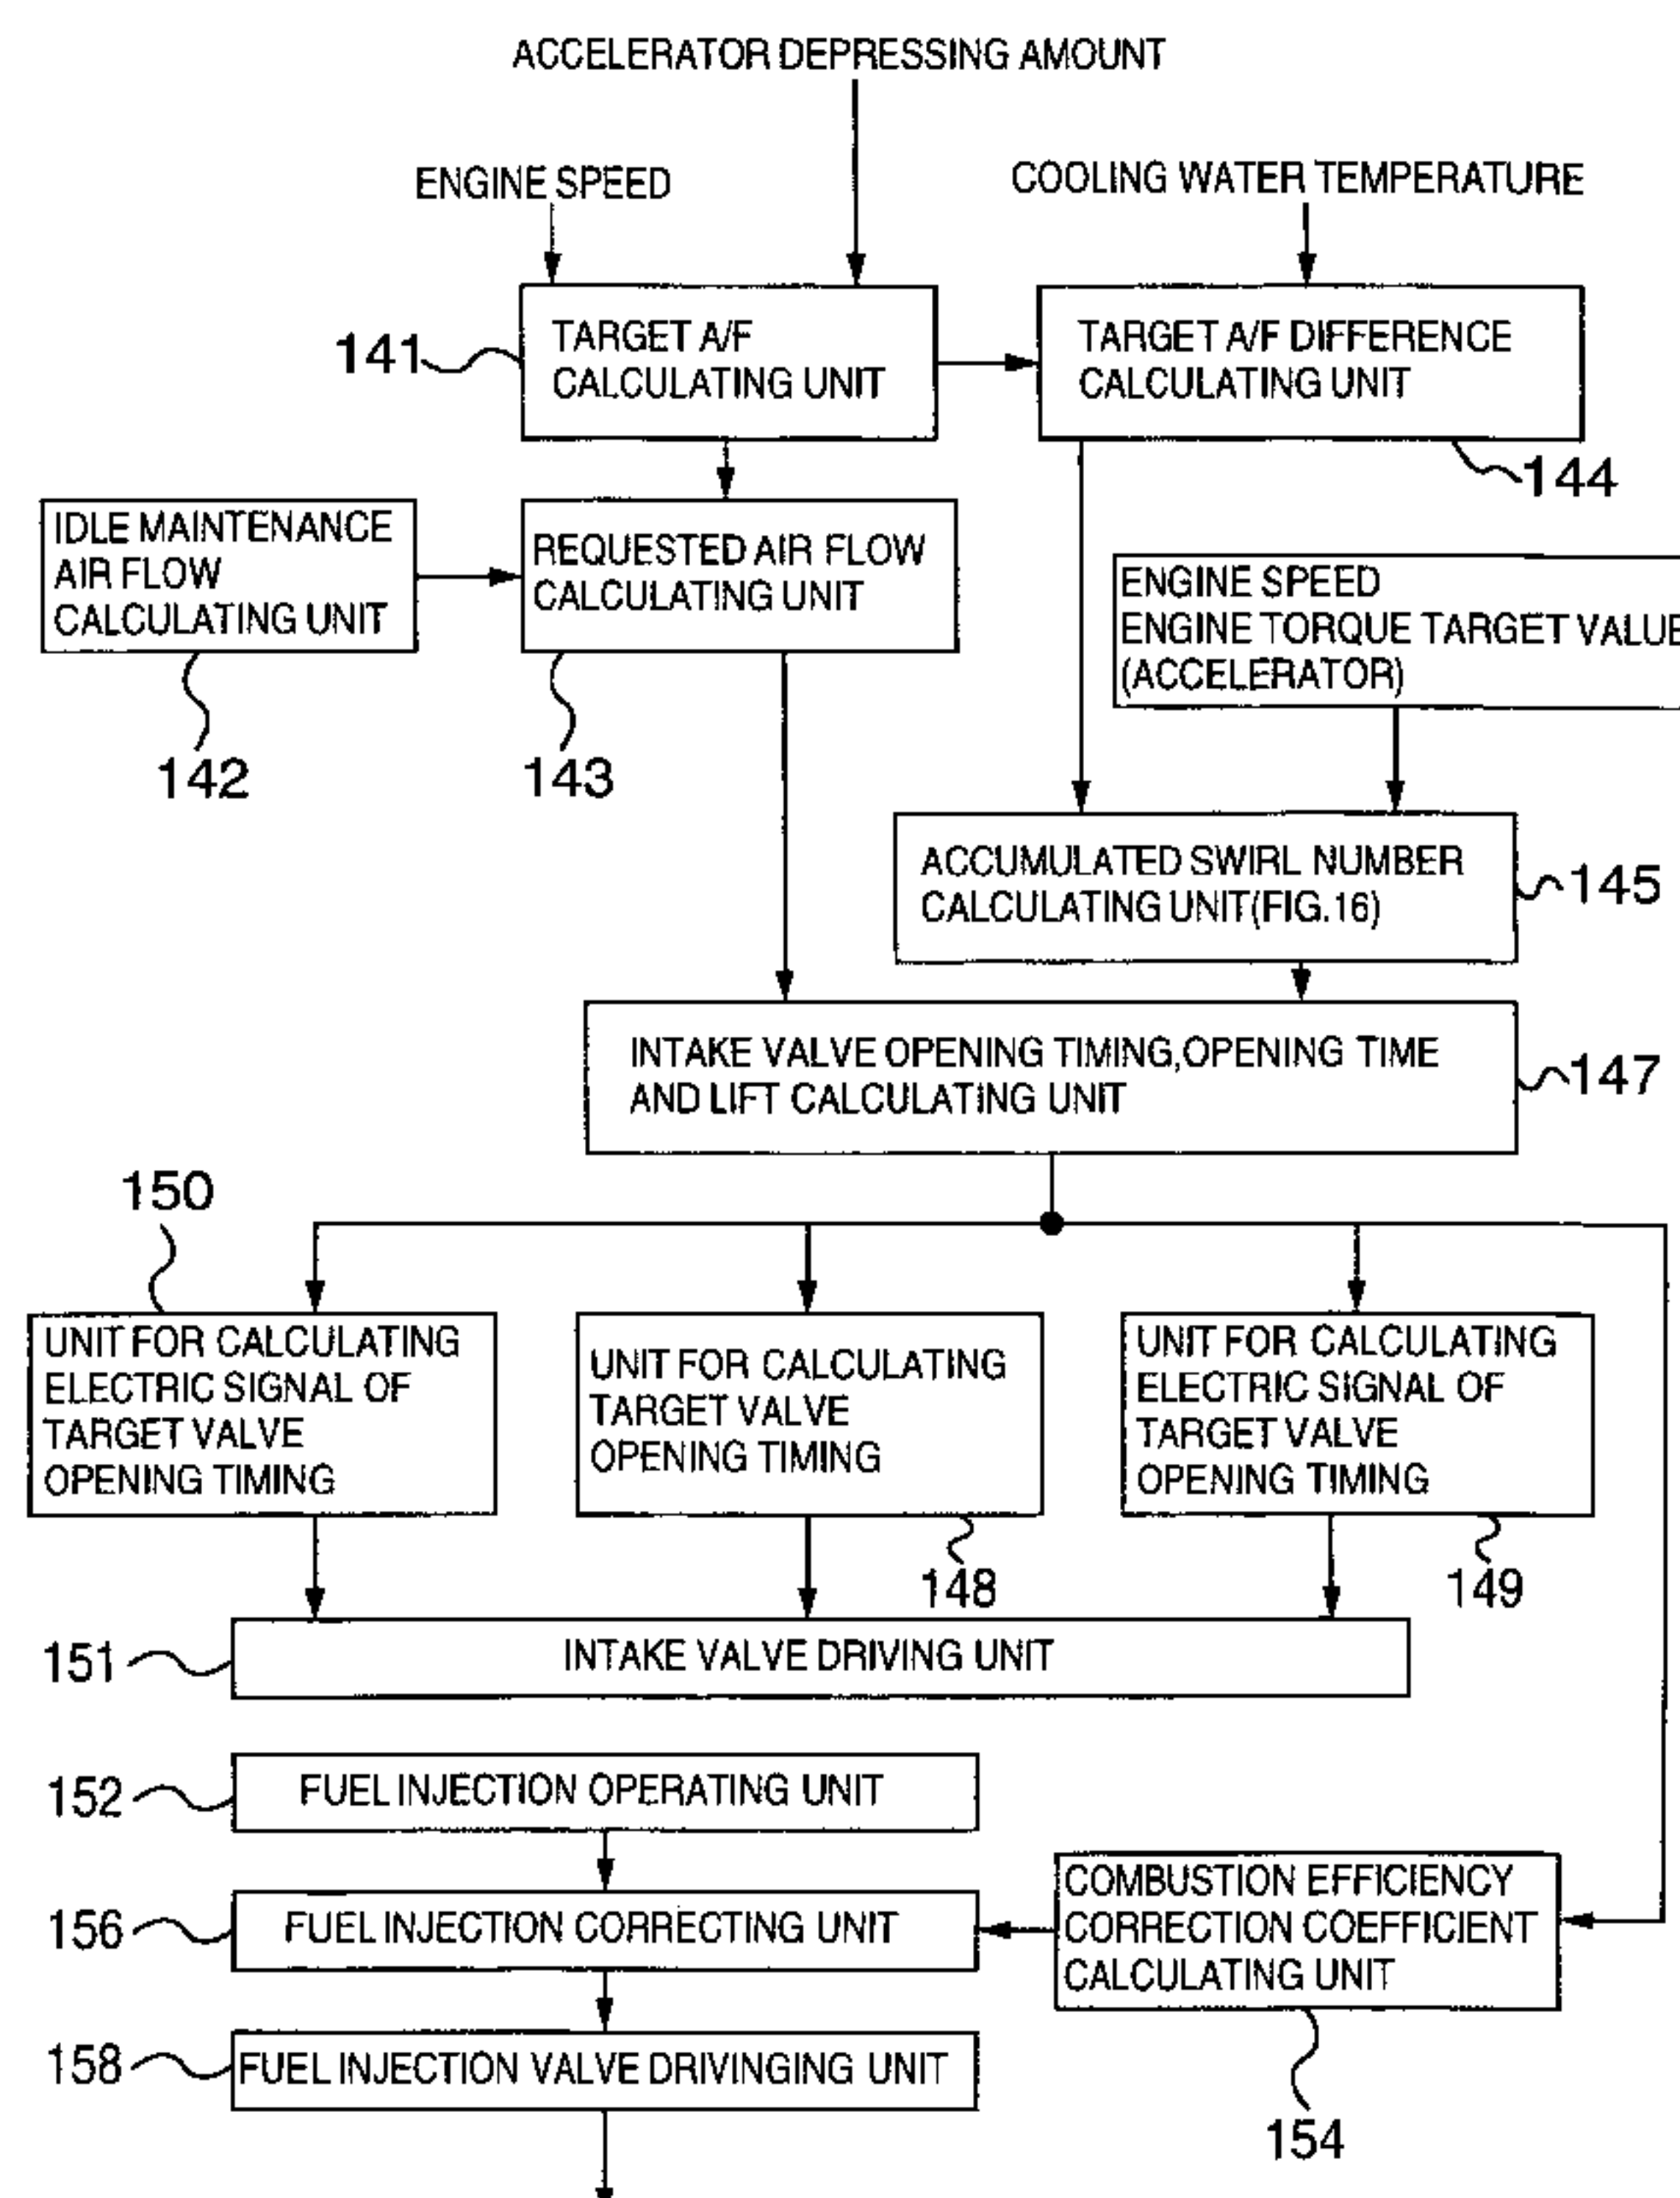 ACCELERATOR DEPRESSING AMOUNT
ENGINE SPEED
COOLING WATER TEMPERATURE
141
TARGET A/F
CALCULATING UNIT
TARGET A/F DIFFERENCE
CALCULATING UNIT
144
IDLE MAINTENANCE
AIR FLOW
CALCULATING UNIT
142
REQUESTED AIR FLOW
CALCULATING UNIT
143
ENGINE SPEED
ENGINE TORQUE TARGET VALUE
(ACCELERATOR)
ACCUMULATED SWIRL NUMBER
CALCULATING UNIT(FIG.16)
145
INTAKE VALVE OPENING TIMING,OPENING TIME
AND LIFT CALCULATING UNIT
147
150
UNIT FOR CALCULATING
ELECTRIC SIGNAL OF
TARGET VALVE
OPENING TIMING
UNIT FOR CALCULATING
TARGET VALVE
OPENING TIMING
148
UNIT FOR CALCULATING
ELECTRIC SIGNAL OF
TARGET VALVE
OPENING TIMING
149
151
INTAKE VALVE DRIVING UNIT
152
FUEL INJECTION OPERATING UNIT
156
FUEL INJECTION CORRECTING UNIT
COMBUSTION EFFICIENCY
CORRECTION COEFFICIENT
CALCULATING UNIT
154
158
FUEL INJECTION VALVE DRIVINGING UNIT